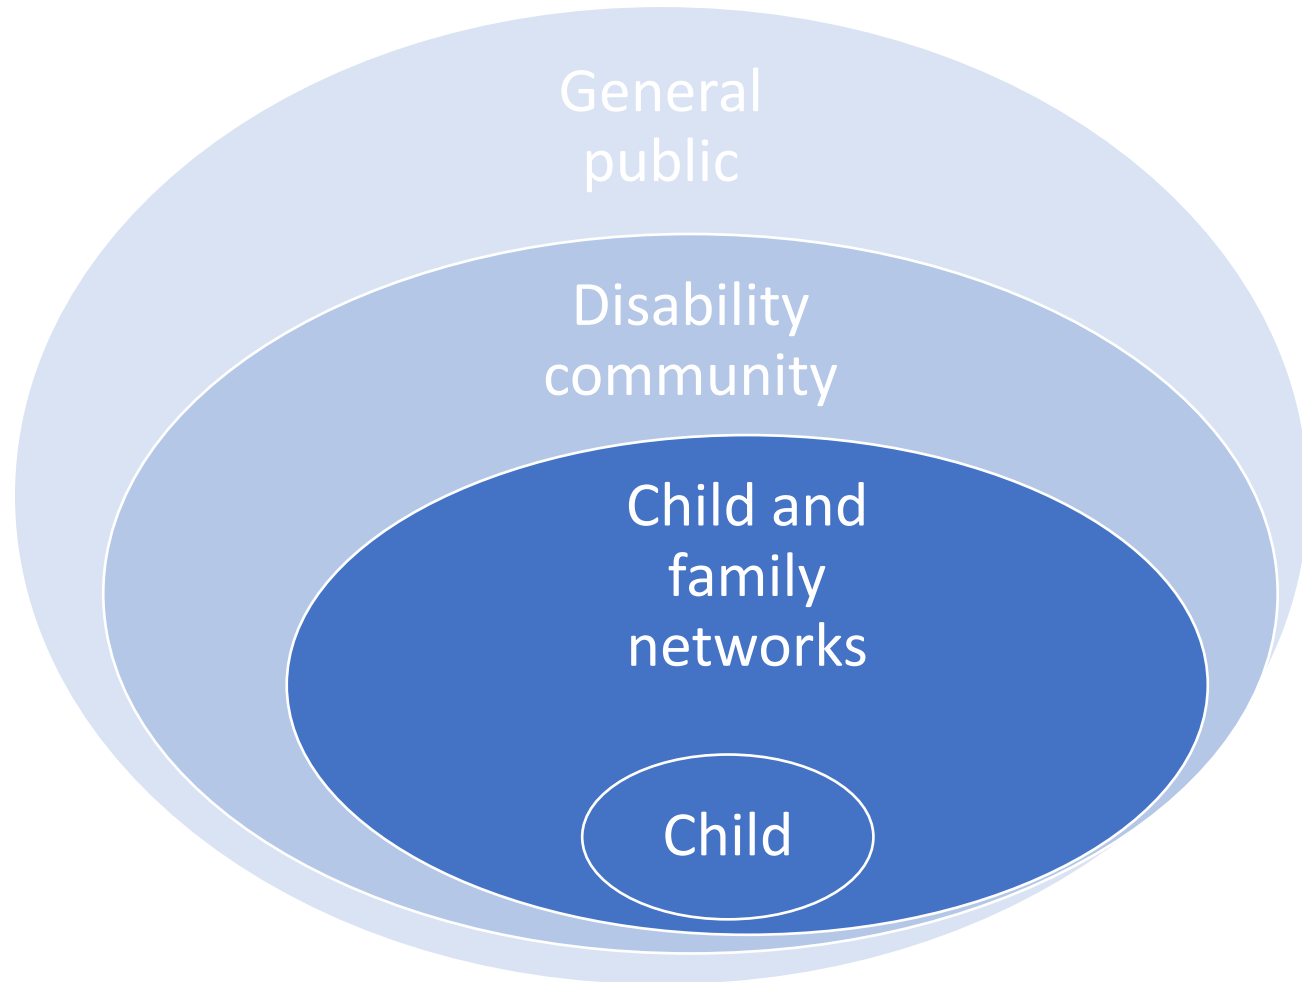 General
public
Disability
community
Child and
family
networks
Child